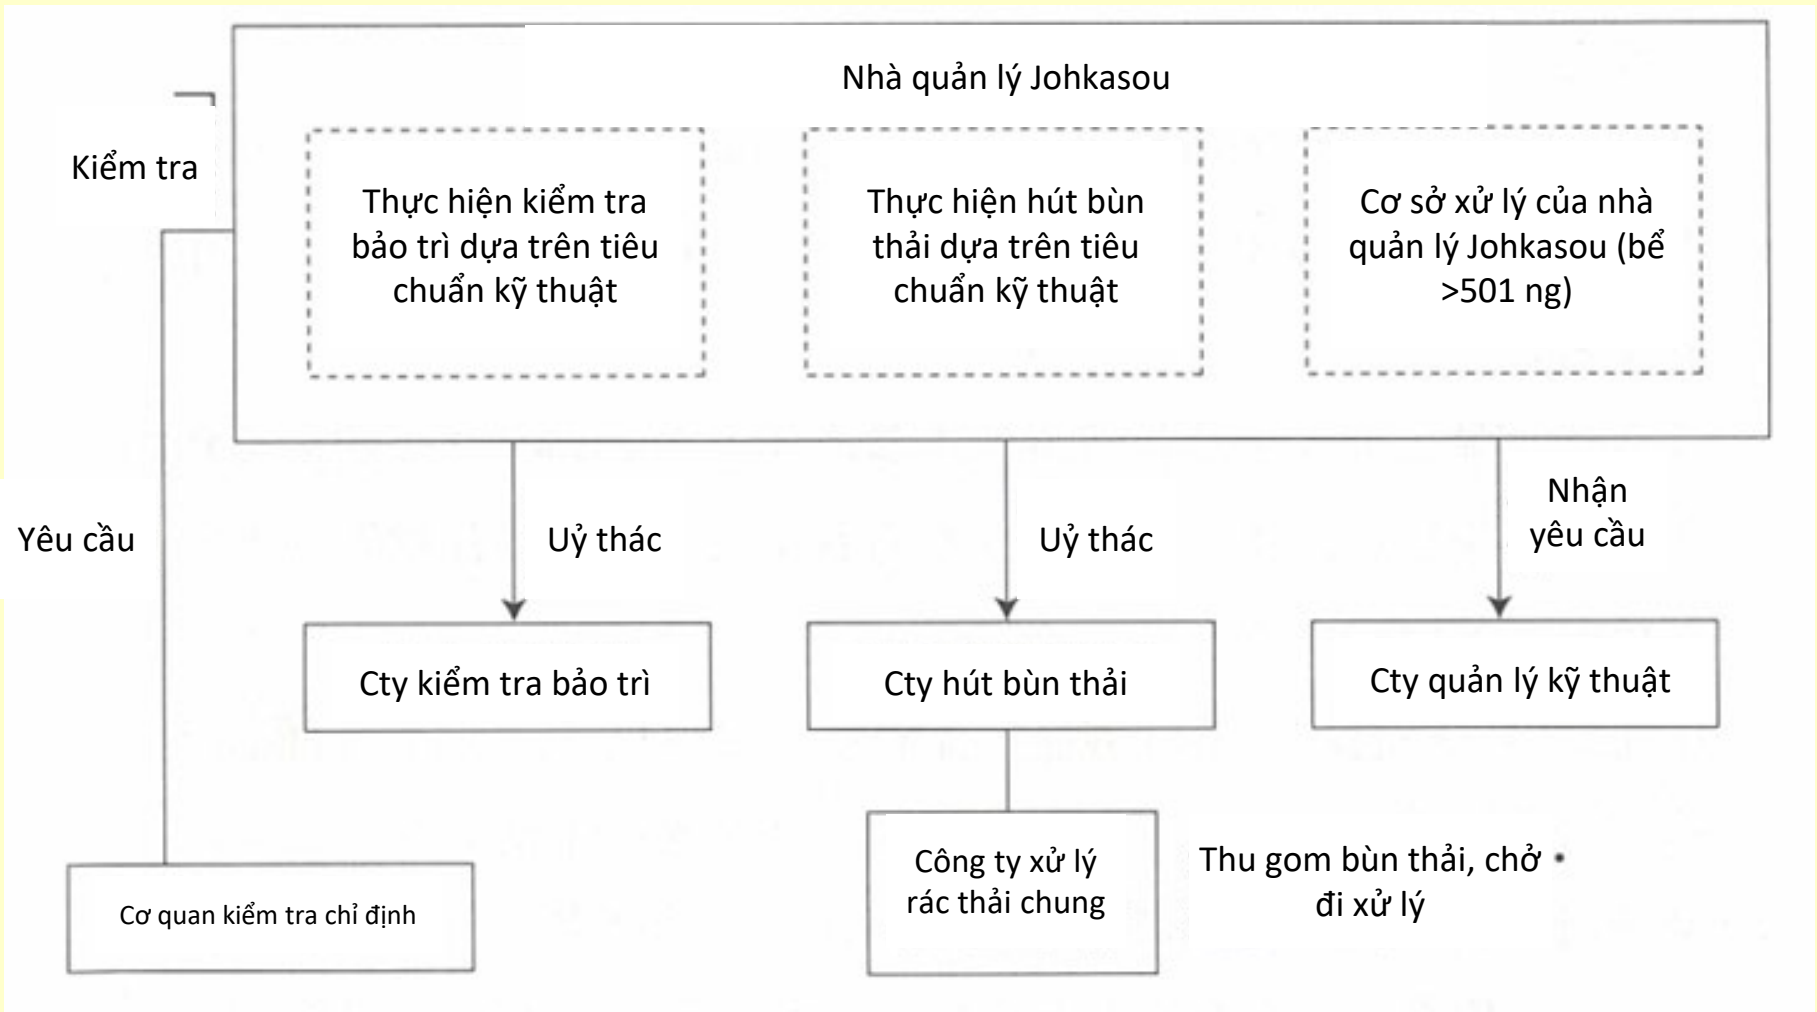 Nhà quản lý Johkasou
Kiểm tra
Thực hiện kiểm tra
bảo trì dựa trên tiêu
chuẩn kỹ thuật
Thực hiện hút bùn
thải dựa trên tiêu
chuẩn kỹ thuật
Cơ sở xử lý của nhà
quản lý Johkasou (bể
>501 ng)
Yêu cầu
Uỷ thác
Uỷ thác
Nhận
yêu cầu
Cty kiểm tra bảo trì
Cty hút bùn thải
Cty quản lý kỹ thuật
Cơ quan kiểm tra chỉ định
Công ty xử lý
rác thải chung
Thu gom bùn thải, chở
đi xử lý